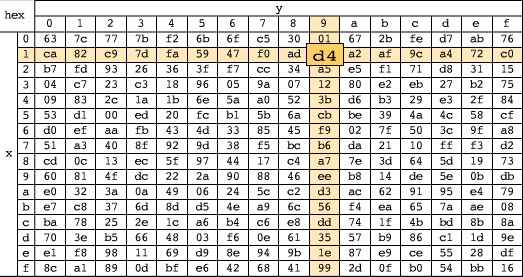 hex y
0 1 2 3 4 5 6 7 8 9 a b c d e f
0 63 7c 77 7b f2 6b 6f c5 30 01 67 2b fe d7 ab 76
1 ca 82 c9 7d fa 59 47 f0 ad d4 a2 af 9c a4 72 c0
2 b7 fd 93 26 36 3f f7 cc 34 a5 e5 f1 71 d8 31 15
3 04 c7 23 c3 18 96 05 9a 07 12 80 e2 eb 27 b2 75
4 09 83 2c 1a 1b 6e 5a a0 52 3b d6 b3 29 e3 2f 84
5 53 d1 00 ed 20 fc b1 5b 6a cb be 39 4a 4c 58 cf
6 d0 ef aa fb 43 4d 33 85 45 f9 02 7f 50 3c 9f a8
x 7 51 a3 40 8f 92 9d 38 f5 bc b6 da 21 10 ff f3 d2
8 cd 0c 13 ec 5f 97 44 17 c4 a7 7e 3d 64 5d 19 73
9 60 81 4f dc 22 2a 90 88 46 ee b8 14 de 5e 0b db
a e0 32 3a 0a 49 06 24 5c c2 d3 ac 62 91 95 e4 79
b e7 c8 37 6d 8d d5 4e a9 6c 56 f4 ea 65 7a ae 08
c ba 78 25 2e 1c a6 b4 c6 e8 dd 74 1f 4b bd 8b 8a
d 70 3e b5 66 48 03 f6 0e 61 35 57 b9 86 c1 1d 9e
e e1 f8 98 11 69 d9 8e 94 9b 1e 87 e9 ce 55 28 df
f 8c a1 89 0d bf e6 42 68 41 99 2d 0f b0 54 bb 16